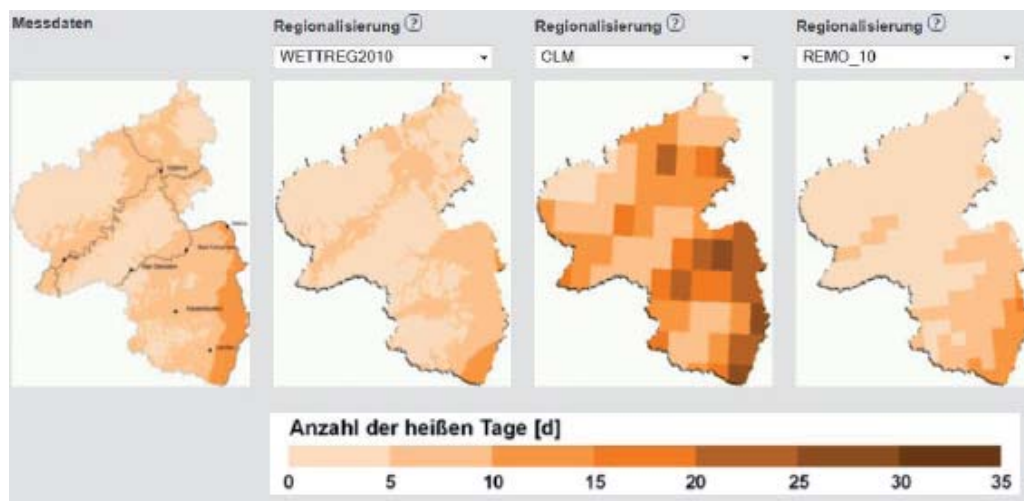 Messdaten
Regionalisierung ?
Regionalisierung ?
Regionalisierung ?
WETTREG2010
CLM
REMO_10
Anzahl der heißen Tage [d]
0 5 10 15 20 25 30 35